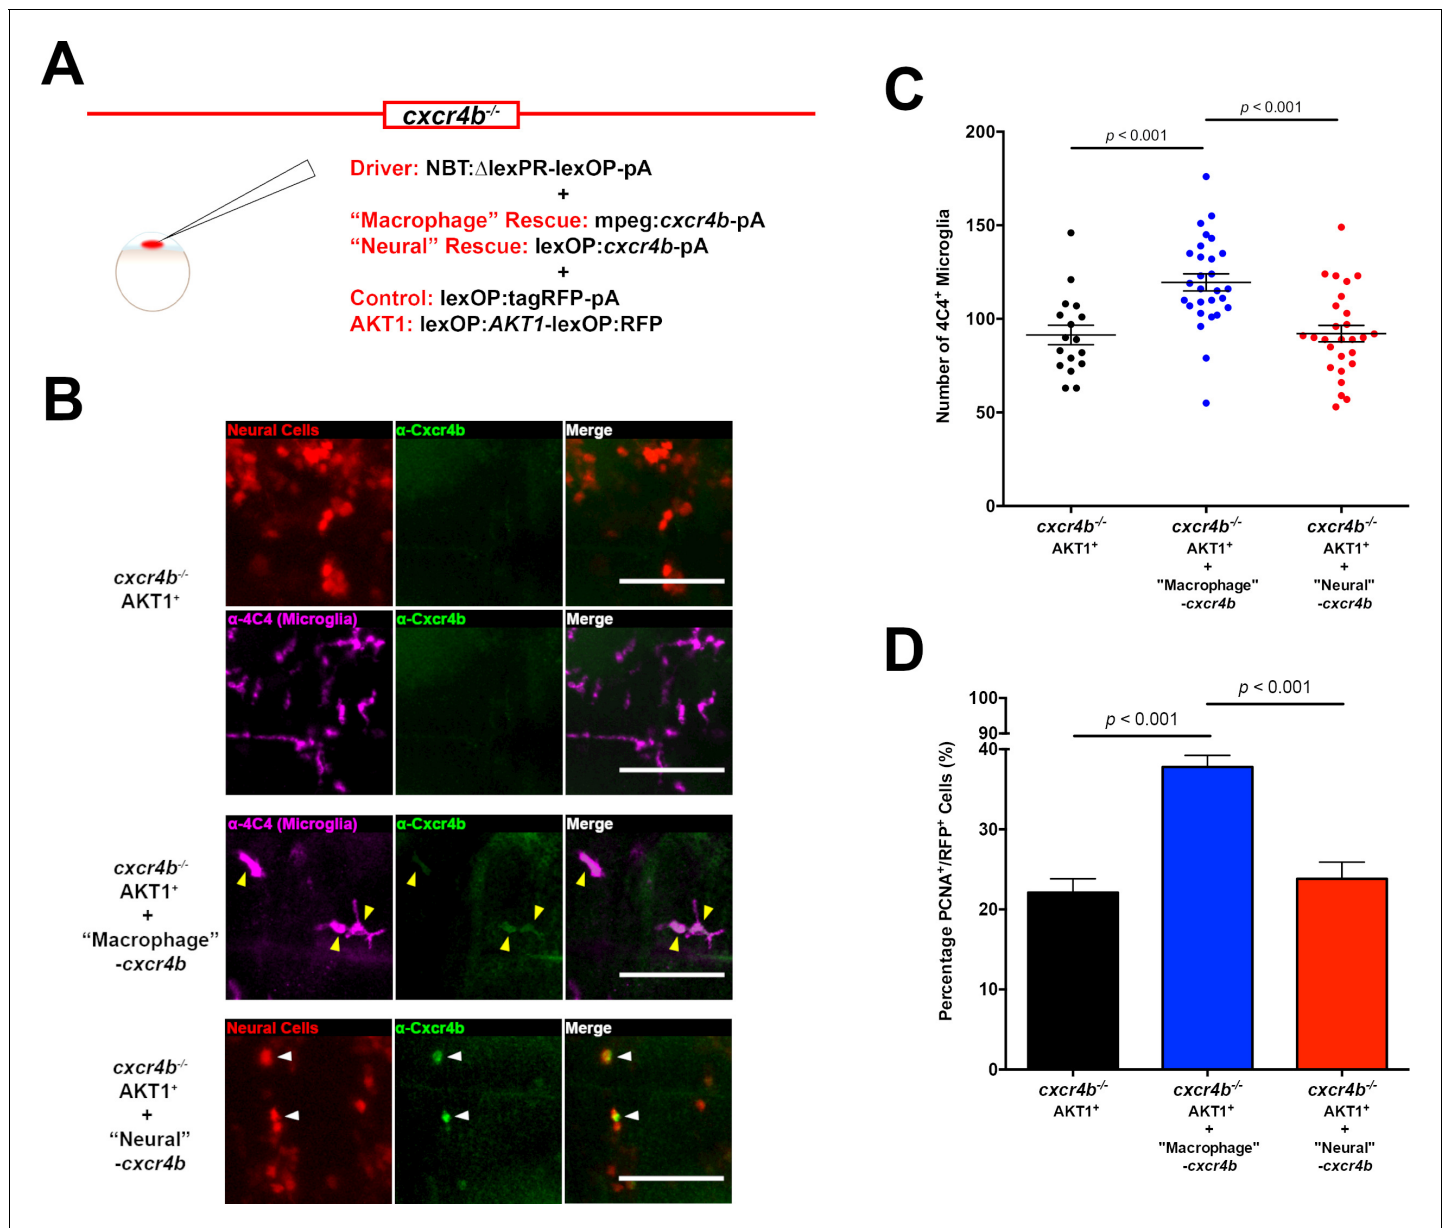 A
cxcr4b-/-
Driver: NBT:ΔlexPR-lexOP-pA
+
“Macrophage” Rescue: mpeg:cxcr4b-pA
“Neural” Rescue: lexOP:cxcr4b-pA
+
Control: lexOP:tagRFP-pA
AKT1: lexOP:AKT1-lexOP:RFP
B
Neural Cells
α-Cxcr4b
Merge
cxcr4b-/-
AKT1+
α-4C4 (Microglia)
α-Cxcr4b
Merge
α-4C4 (Microglia)
α-Cxcr4b
Merge
cxcr4b-/-
AKT1+
+
“Macrophage”
-cxcr4b
Neural Cells
α-Cxcr4b
Merge
cxcr4b-/-
AKT1+
+
“Neural”
-cxcr4b
C
p < 0.001
p < 0.001
Number of 4C4+ Microglia
200
150
100
50
0
cxcr4b-/-
AKT1+
cxcr4b-/-
AKT1+
+
"Macrophage"
-cxcr4b
cxcr4b-/-
AKT1+
+
"Neural"
-cxcr4b
D
p < 0.001
p < 0.001
Percentage PCNA+/RFP+ Cells (%)
100
90
40
30
20
10
0
cxcr4b-/-
AKT1+
cxcr4b-/-
AKT1+
+
"Macrophage"
-cxcr4b
cxcr4b-/-
AKT1+
+
"Neural"
-cxcr4b